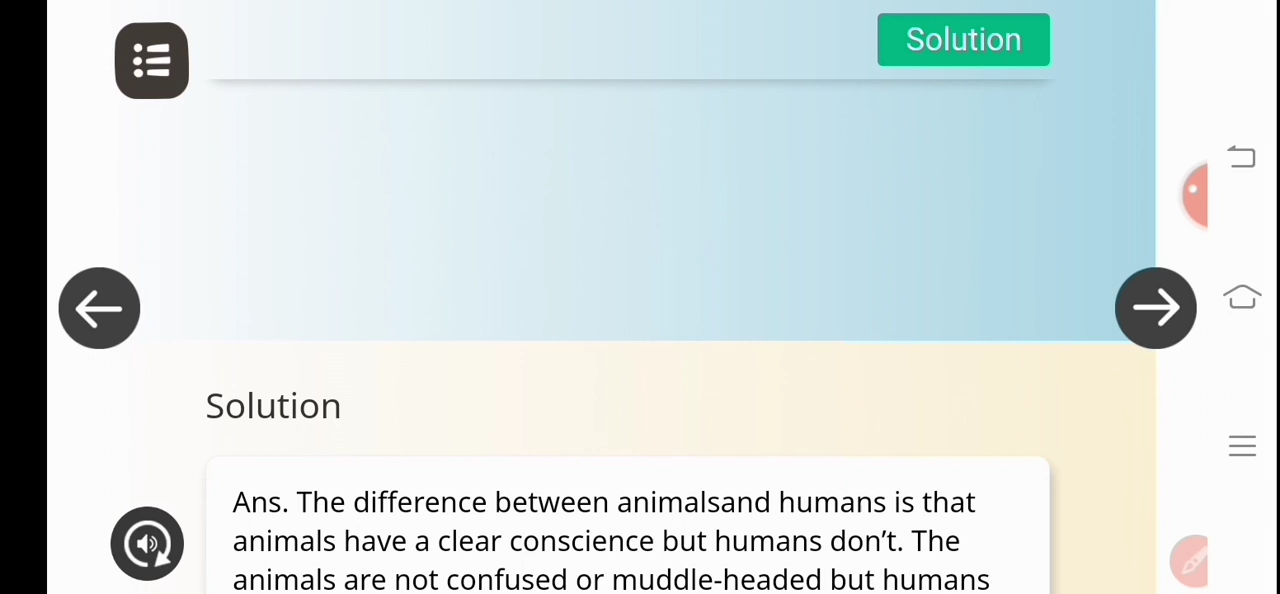 Solution
Solution
Ans. The difference between animalsand humans is that
animals have a clear conscience but humans don’t. The
animals are not confused or muddle-headed but humans